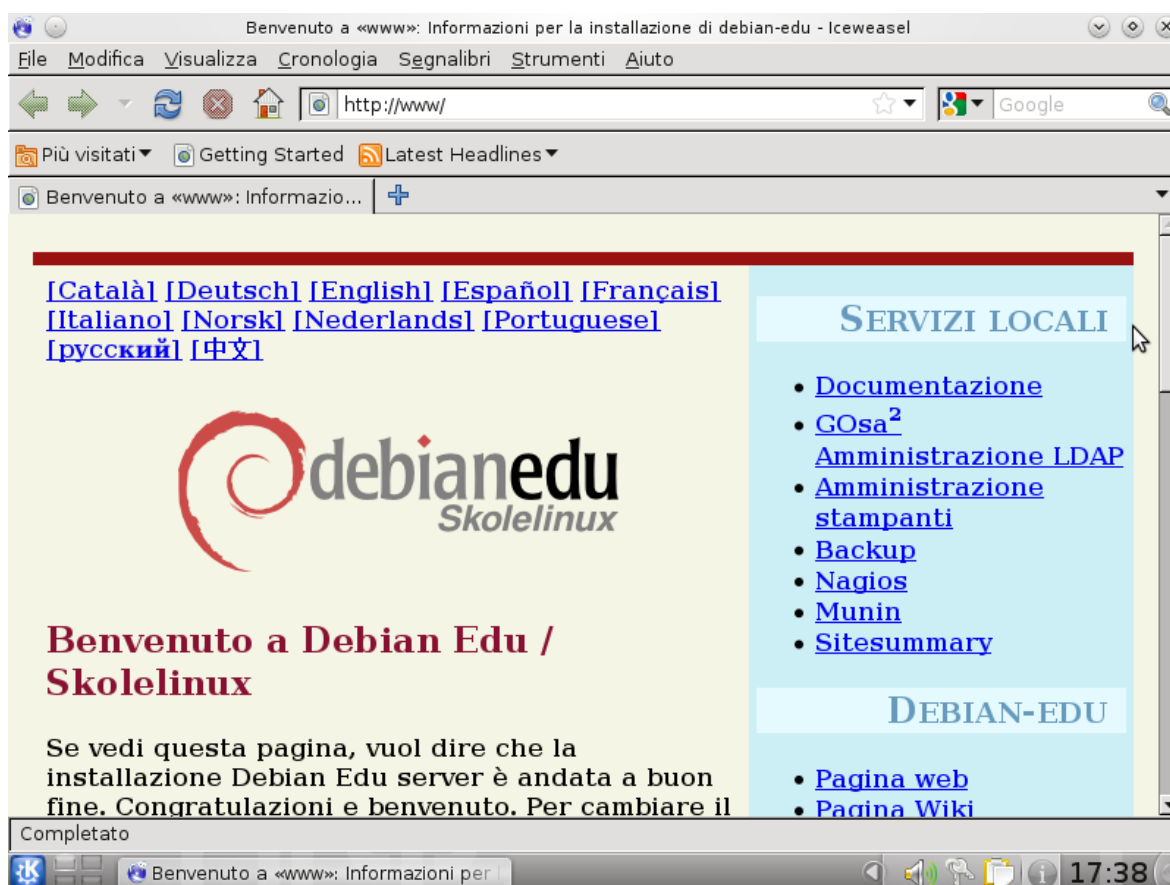 Benvenuto a «www»: Informazioni per la installazione di debian-edu - Iceweasel
File Modifica Visualizza Cronologia Segnalibri Strumenti Aiuto
http://www/
Google
Più visitati Getting Started Latest Headlines
Benvenuto a «www»: Informazio...
[Català] [Deutsch] [English] [Español] [Français]
[Italiano] [Norsk] [Nederlands] [Portuguese]
[русский] [中文]
debianedu
Skolelinux
Benvenuto a Debian Edu /
Skolelinux
Se vedi questa pagina, vuol dire che la
installazione Debian Edu server è andata a buon
fine. Congratulazioni e benvenuto. Per cambiare il
Servizi locali
Documentazione
GOsa²
Amministrazione LDAP
Amministrazione
stampanti
Backup
Nagios
Munin
Sitesummary
Debian-edu
Pagina web
Pagina Wiki
Completato
Benvenuto a «www»: Informazioni per
17:38